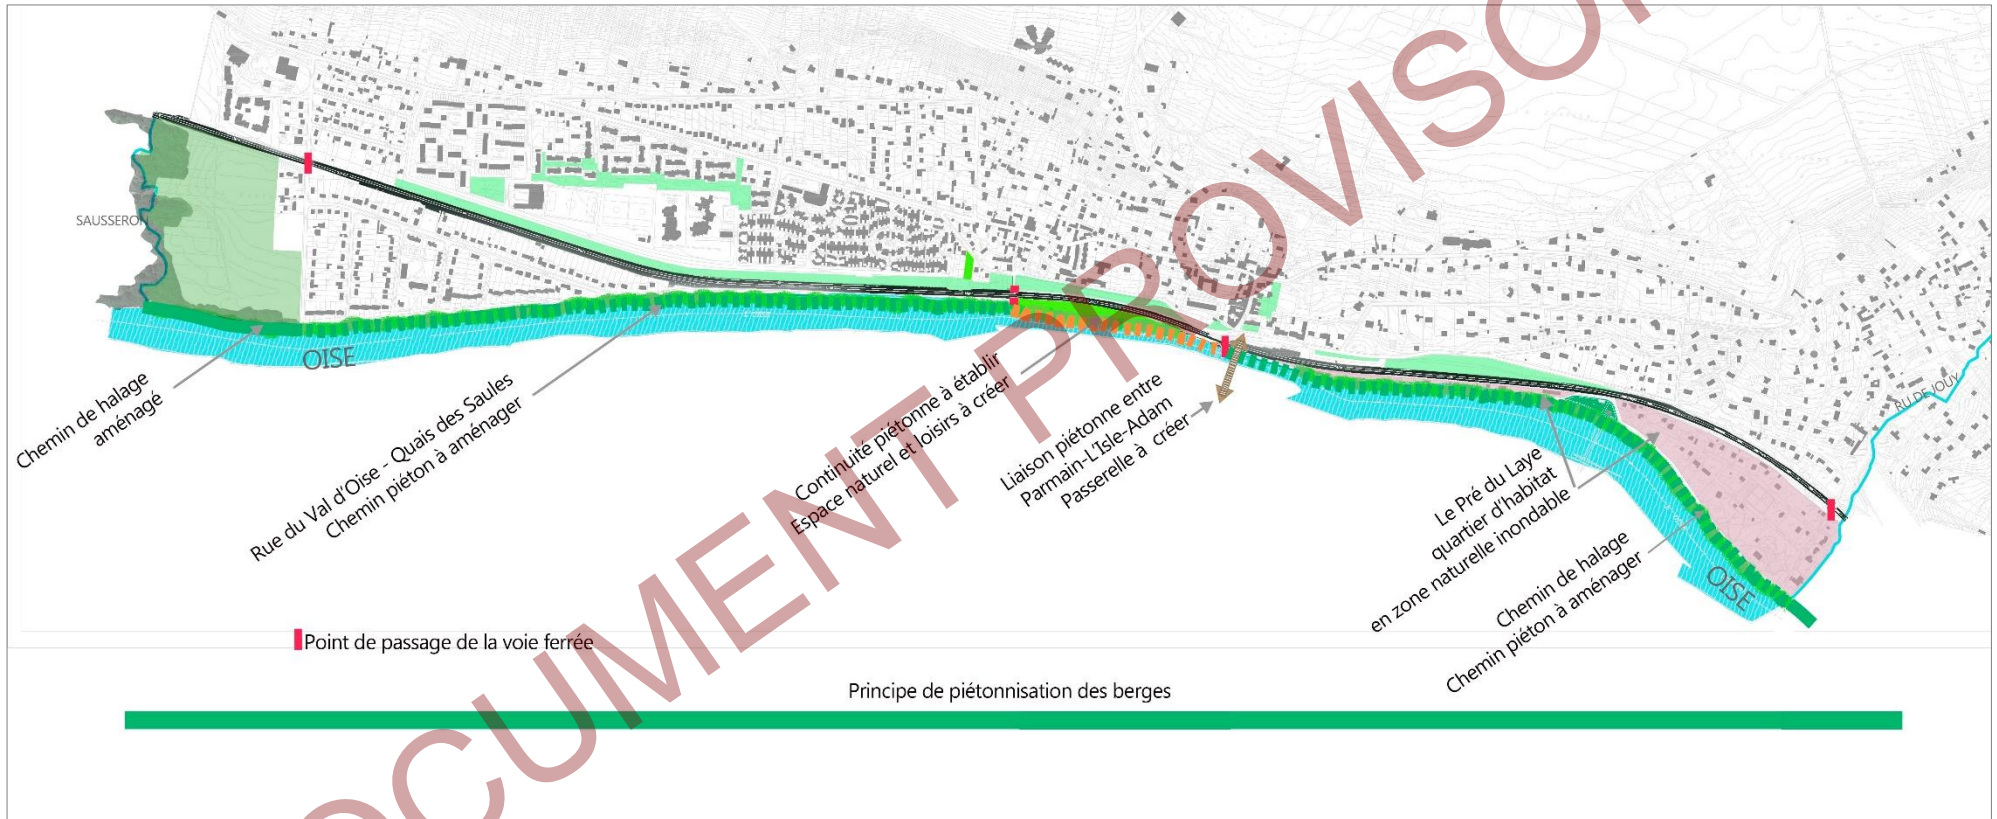 SAUSSERON
OISE
Chemin de halage
aménagé
Rue du Val d'Oise - Quais des Saules
Chemin piéton à aménager
Continuité piétonne à établir
Espace naturel et loisirs à créer
Liaison piétonne entre
Parmain-L'Isle-Adam
Passerelle à créer
Le Pré du Laye
quartier d'habitat
en zone naturelle inondable
Chemin de halage
Chemin piéton à aménager
OISE
RU DE JOUY
Point de passage de la voie ferrée
Principe de piétonnisation des berges
OCUMENT PROVISOI